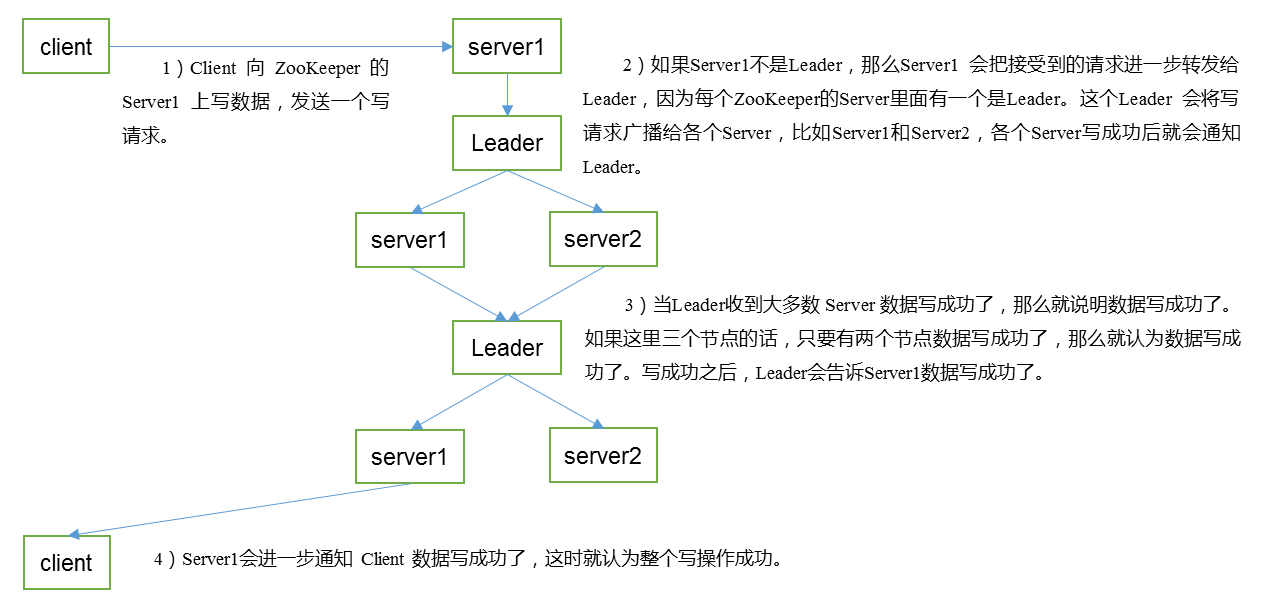 client
server1
1）Client 向 ZooKeeper 的
Server1 上写数据，发送一个写
请求。
2）如果Server1不是Leader，那么Server1 会把接受到的请求进一步转发给
Leader，因为每个ZooKeeper的Server里面有一个是Leader。这个Leader 会将写
请求广播给各个Server，比如Server1和Server2，各个Server写成功后就会通知
Leader。
Leader
server1
server2
3）当Leader收到大多数 Server 数据写成功了，那么就说明数据写成功了。
如果这里三个节点的话，只要有两个节点数据写成功了，那么就认为数据写成
功了。写成功之后，Leader会告诉Server1数据写成功了。
Leader
server1
server2
client
4）Server1会进一步通知 Client 数据写成功了，这时就认为整个写操作成功。